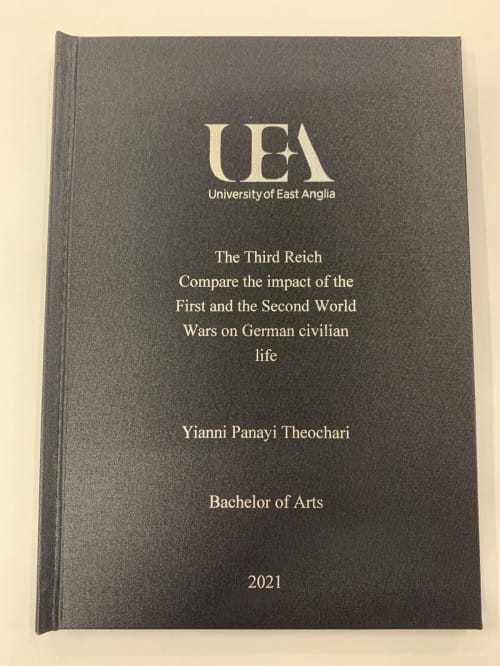 UEA
University of East Anglia
The Third Reich
Compare the impact of the
First and the Second World
Wars on German civilian
life
Yianni Panayi Theochari
Bachelor of Arts
2021